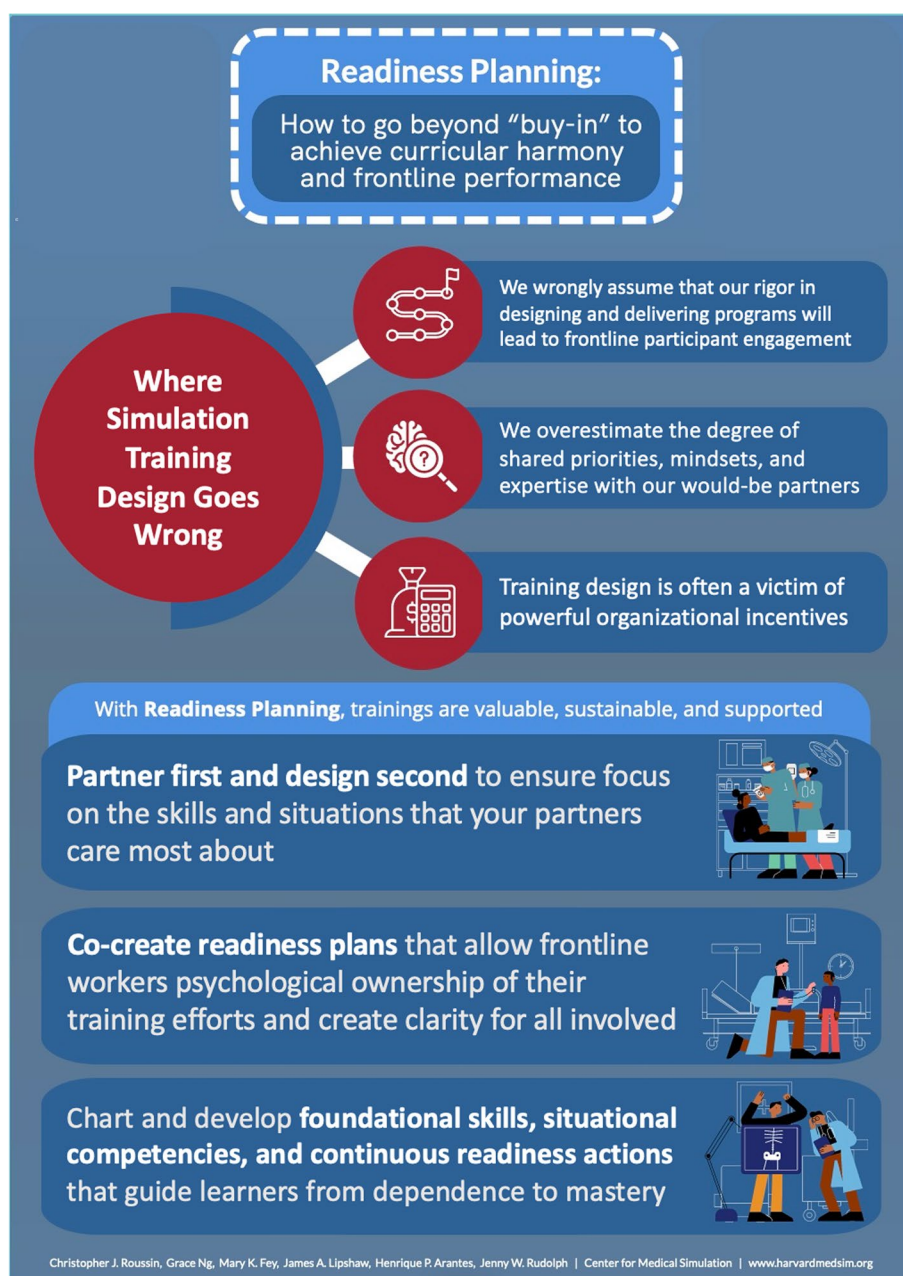 Readiness Planning:
How to go beyond “buy-in” to
achieve curricular harmony
and frontline performance
Where
Simulation
Training
Design Goes
Wrong
We wrongly assume that our rigor in
designing and delivering programs will
lead to frontline participant engagement
?
We overestimate the degree of
shared priorities, mindsets, and
expertise with our would-be partners
$
Training design is often a victim of
powerful organizational incentives
With Readiness Planning, trainings are valuable, sustainable, and supported
Partner first and design second to ensure focus
on the skills and situations that your partners
care most about
Co-create readiness plans that allow frontline
workers psychological ownership of their
training efforts and create clarity for all involved
Chart and develop foundational skills, situational
competencies, and continuous readiness actions
that guide learners from dependence to mastery
Christopher J. Roussin, Grace Ng, Mary K. Fey, James A. Lipshaw, Henrique P. Arantes, Jenny W. Rudolph | Center for Medical Simulation | www.harvardmedsim.org